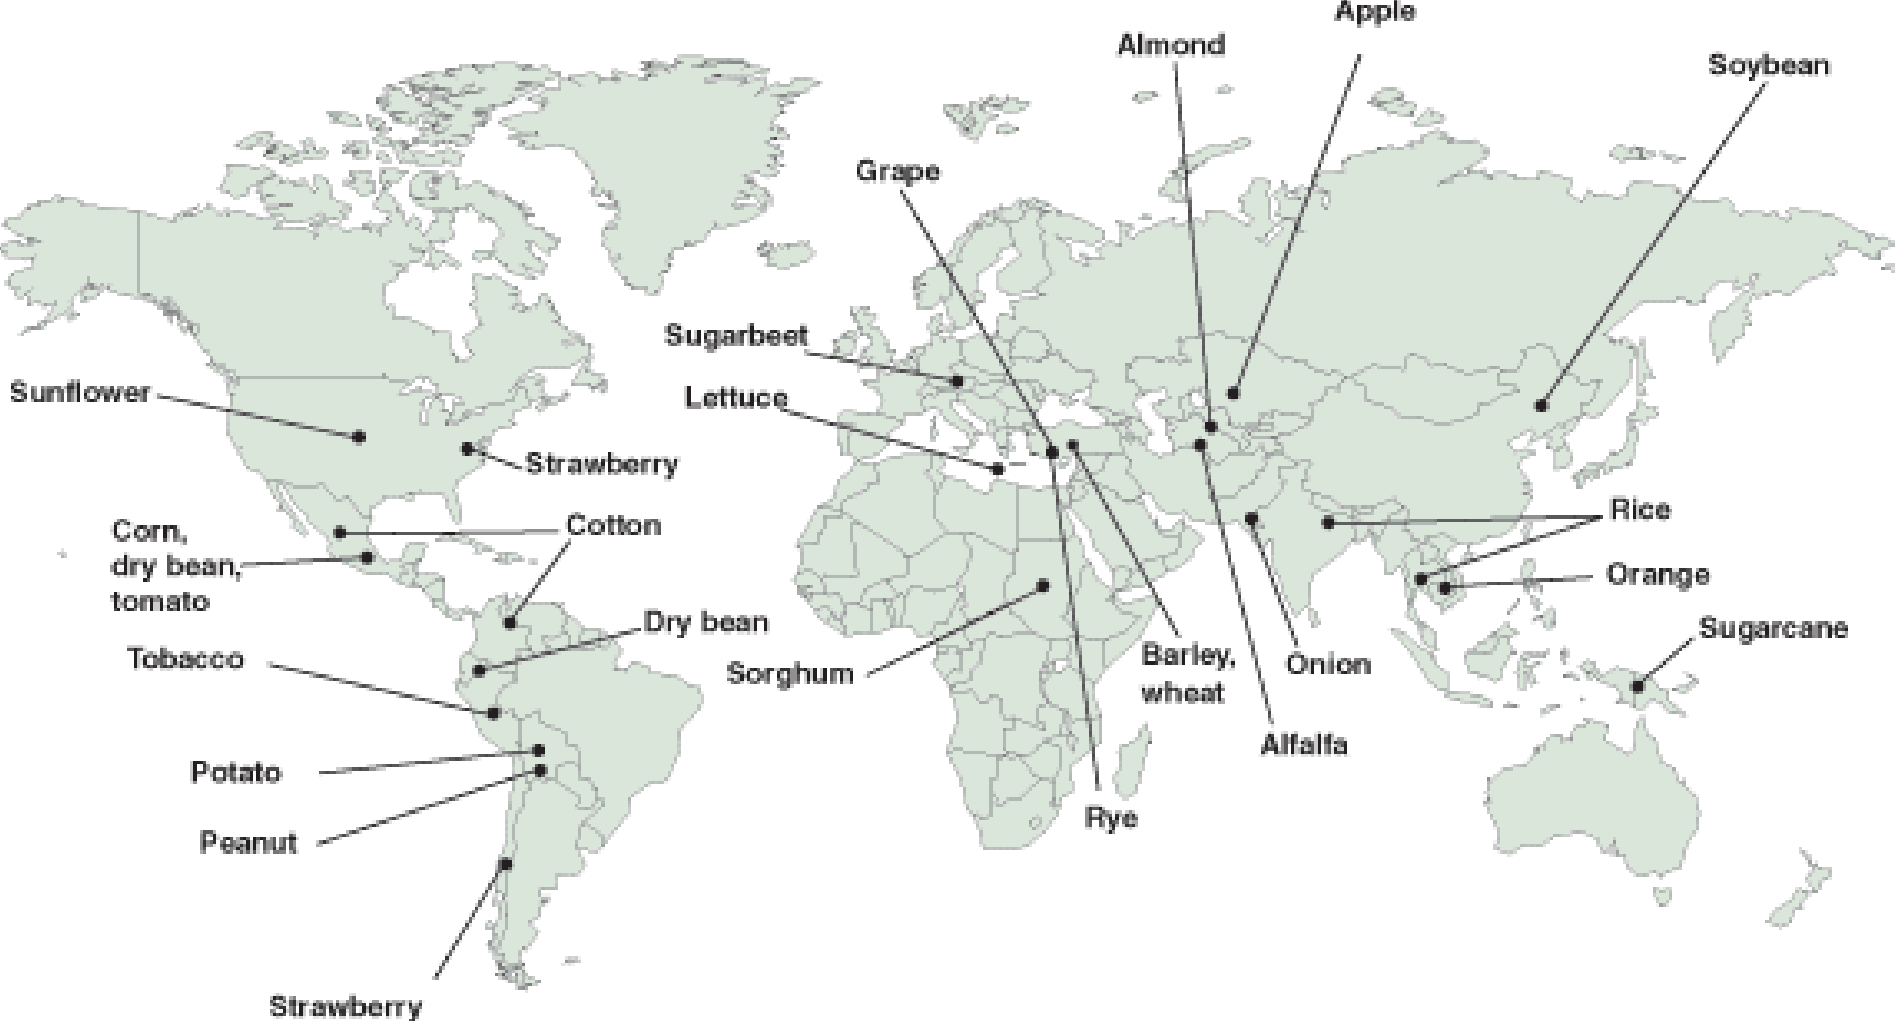 Apple
Almond
Soybean
Grape
Sugarbeet
Sunflower
Lettuce
Strawberry
Rice
Cotton
Corn,
dry bean,
tomato
Orange
Dry bean
Sugarcane
Tobacco
Sorghum
Barley,
wheat
Onion
Alfalfa
Potato
Rye
Peanut
Strawberry